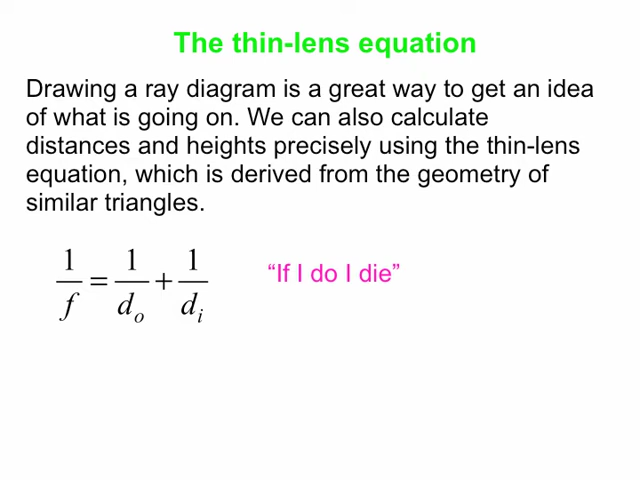 The thin-lens equation
Drawing a ray diagram is a great way to get an idea
of what is going on. We can also calculate
distances and heights precisely using the thin-lens
equation, which is derived from the geometry of
similar triangles.
1/f = 1/dₒ + 1/dᵢ
“If I do I die”